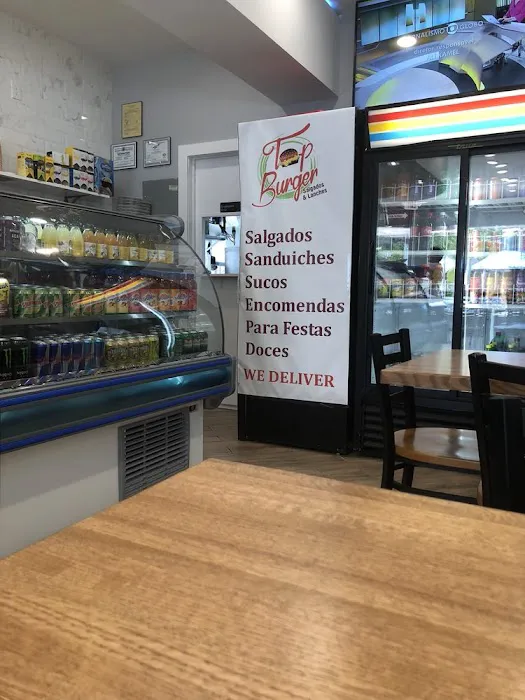 Top
Burger
Salgados
& Lanches
Salgados
Sanduiches
Sucos
Encomendas
Para Festas
Doces
WE DELIVER